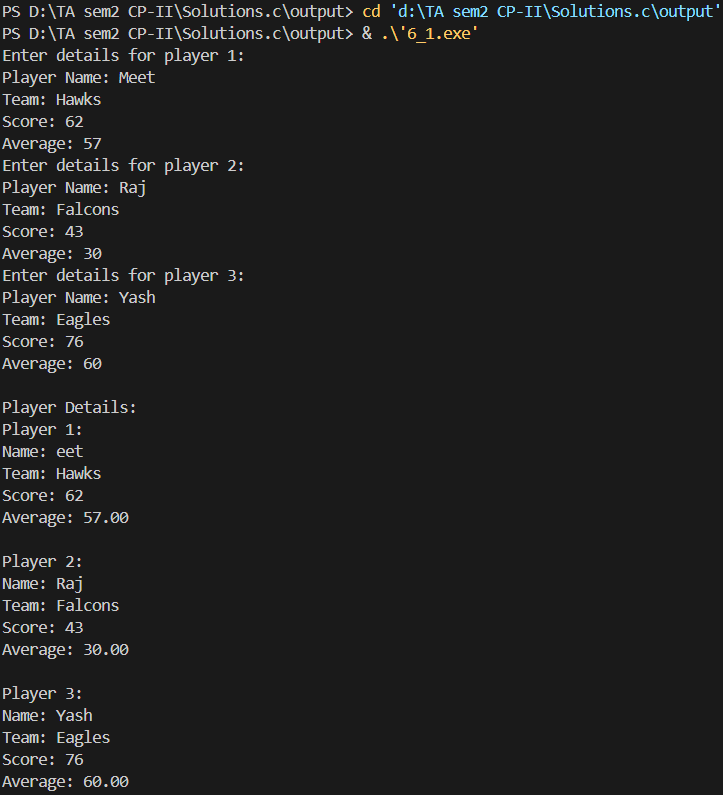 PS D:\TA sem2 CP-II\Solutions.c\output> cd 'd:\TA sem2 CP-II\Solutions.c\output'
PS D:\TA sem2 CP-II\Solutions.c\output> & .\'6_1.exe'
Enter details for player 1:
Player Name: Meet
Team: Hawks
Score: 62
Average: 57
Enter details for player 2:
Player Name: Raj
Team: Falcons
Score: 43
Average: 30
Enter details for player 3:
Player Name: Yash
Team: Eagles
Score: 76
Average: 60
Player Details:
Player 1:
Name: eet
Team: Hawks
Score: 62
Average: 57.00
Player 2:
Name: Raj
Team: Falcons
Score: 43
Average: 30.00
Player 3:
Name: Yash
Team: Eagles
Score: 76
Average: 60.00